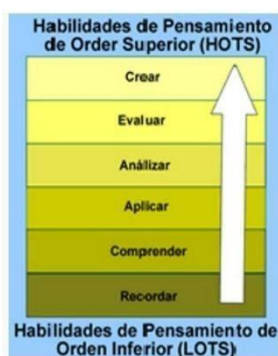 Habilidades de Pensamiento
de Order Superior (HOTS)
Crear
Evaluar
Análizar
Aplicar
Comprender
Recordar
Habilidades de Pensamiento de
Orden Inferior (LOTS)